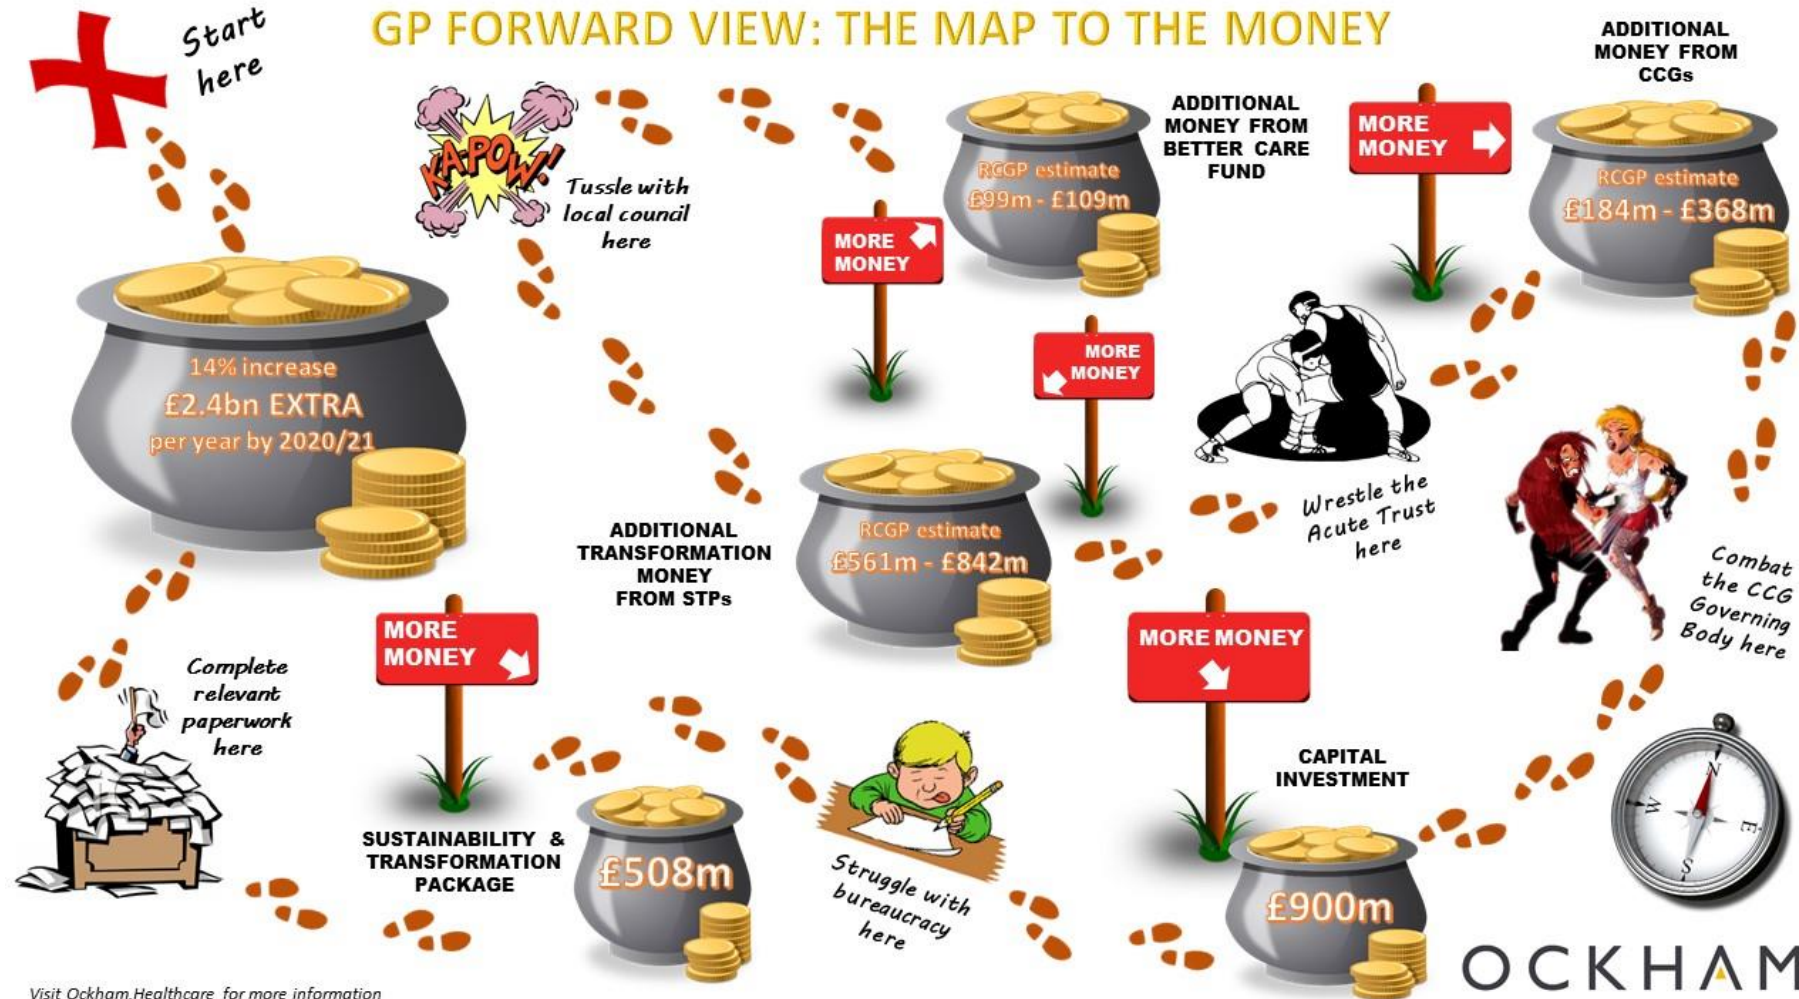 GP FORWARD VIEW: THE MAP TO THE MONEY
Start
here
14% increase
£2.4bn EXTRA
per year by 2020/21
Complete
relevant
paperwork
here
MORE
MONEY
SUSTAINABILITY &
TRANSFORMATION
PACKAGE
£508m
Struggle with
bureaucracy
here
MORE MONEY
CAPITAL
INVESTMENT
£900m
N
E
S
W
Combat
the CCG
Governing
Body here
ADDITIONAL
MONEY FROM
CCGs
RCGP estimate
£184m - £368m
MORE
MONEY
Wrestle the
Acute Trust
here
MORE
MONEY
ADDITIONAL
TRANSFORMATION
MONEY
FROM STPs
RCGP estimate
£561m - £842m
KAPOW!
Tussle with
local council
here
MORE
MONEY
ADDITIONAL
MONEY FROM
BETTER CARE
FUND
RCGP estimate
£99m - £109m
OCKHAM
Visit Ockham.Healthcare for more information